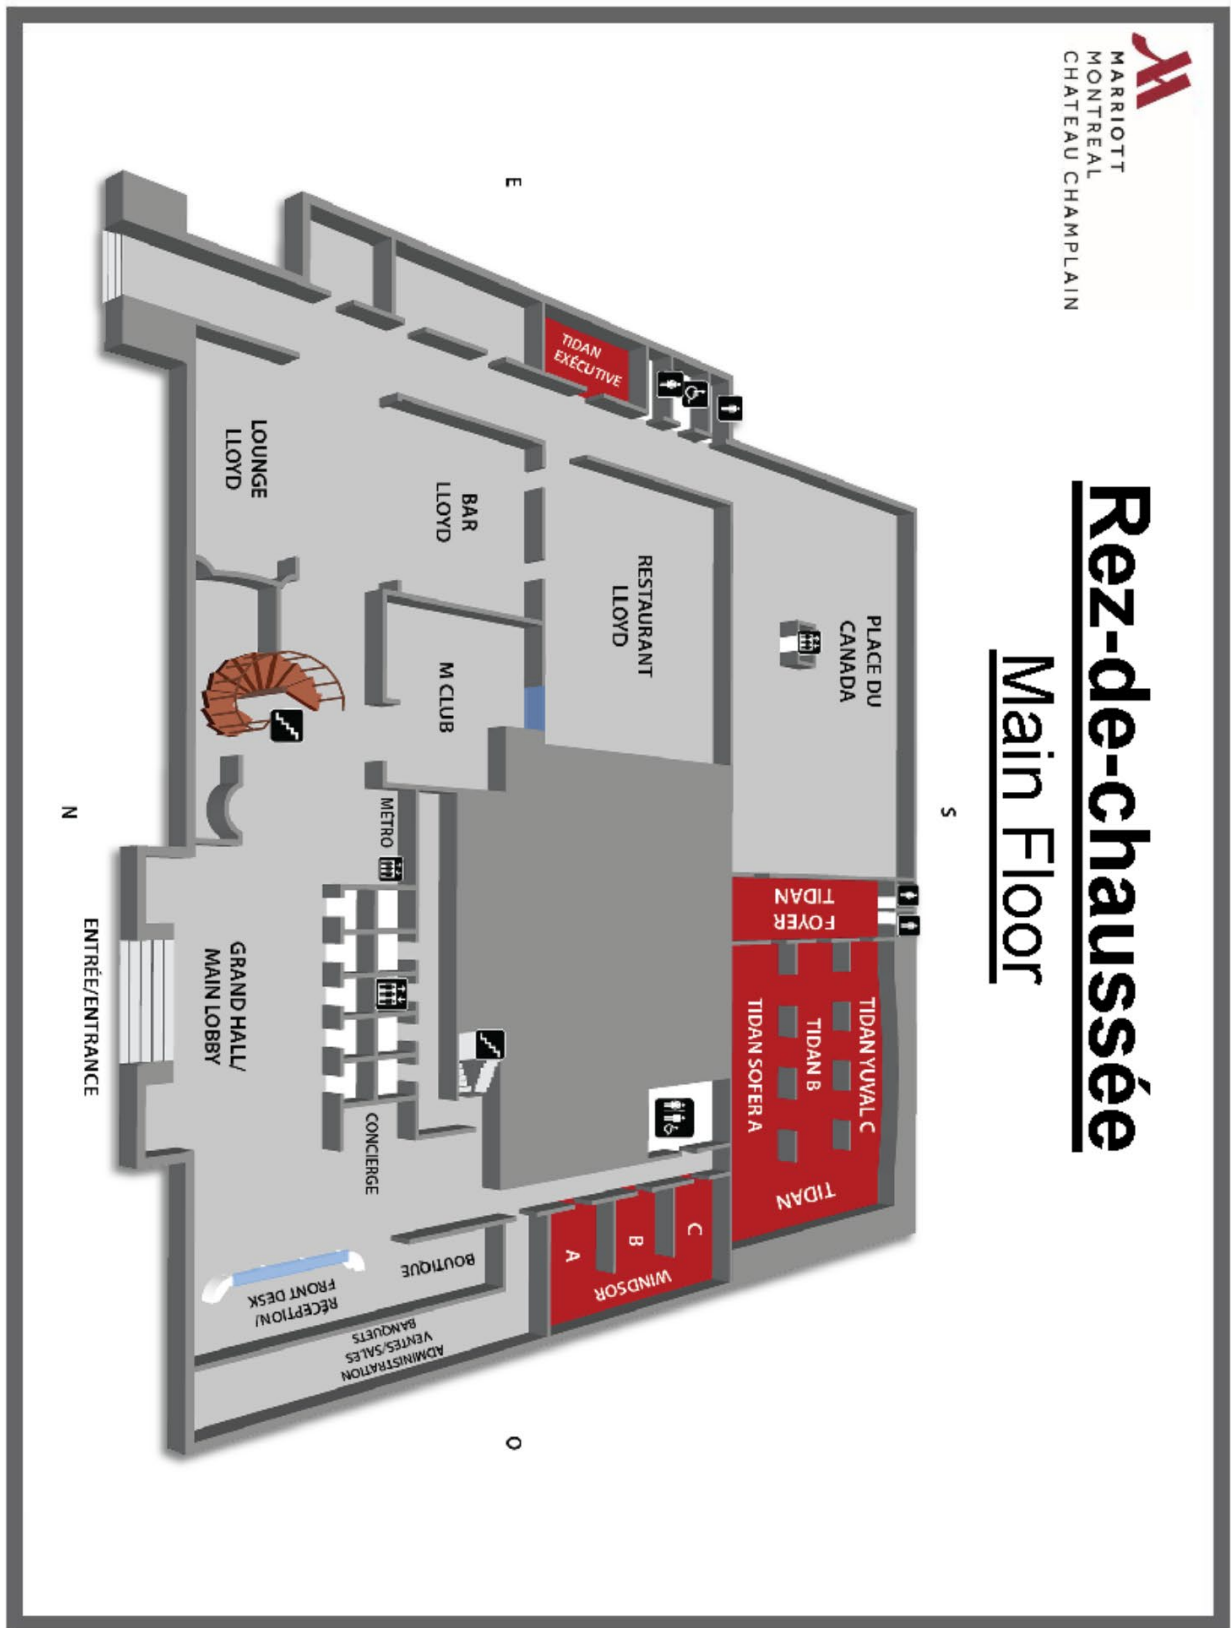 MARRIOTT
MONTREAL
CHATEAU CHAMPLAIN
Rez-de-chaussée
Main Floor
S
PLACE DU
CANADA
FOYER
TIDAN
TIDAN YUVAL C
TIDAN B
TIDAN SOFER A
TIDAN
RESTAURANT
LLOYD
TIDAN
EXÉCUTIVE
E
O
C
B
A
WINDSOR
BAR
LLOYD
M CLUB
MÉTRO
CONCIERGE
BOUTIQUE
LOUNGE
LLOYD
GRAND HALL/
MAIN LOBBY
RÉCEPTION/
FRONT DESK
ADMINISTRATION
VENTES/SALES
BANQUETS
ENTRÉE/ENTRANCE
N